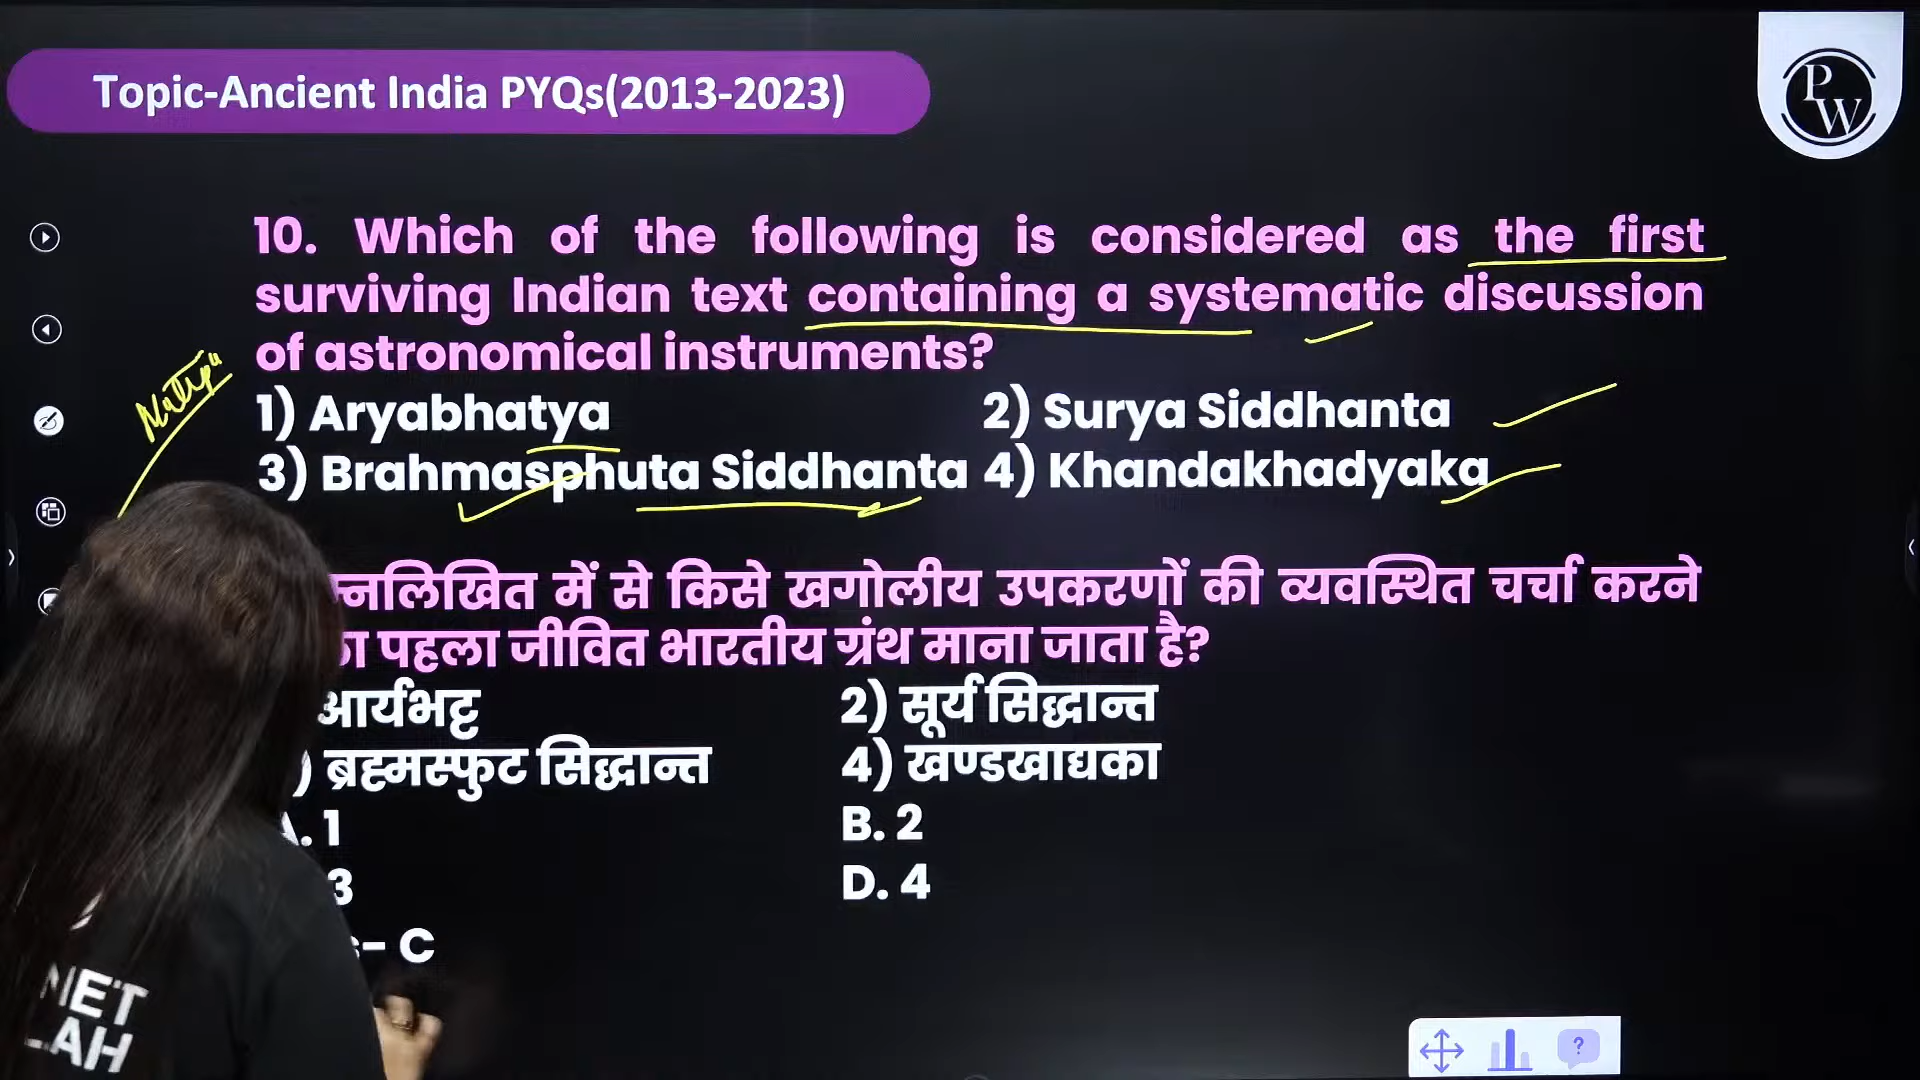 Topic-Ancient India PYQs(2013-2023)
P
W
10. Which of the following is considered as the first
surviving Indian text containing a systematic discussion
of astronomical instruments?
1) Aryabhatya 2) Surya Siddhanta
3) Brahmasphuta Siddhanta 4) Khandakhadyaka
में से किसे खगोलीय उपकरणों की व्यवस्थित चर्चा करने
पहला जीवित भारतीय ग्रंथ माना जाता है?
आर्यभट्ट 2) सूर्य सिद्धान्त
) ब्रह्मस्फुट सिद्धान्त 4) खण्डखाद्यका
A. 1 B. 2
3 D. 4
- C
NET
LAH
?